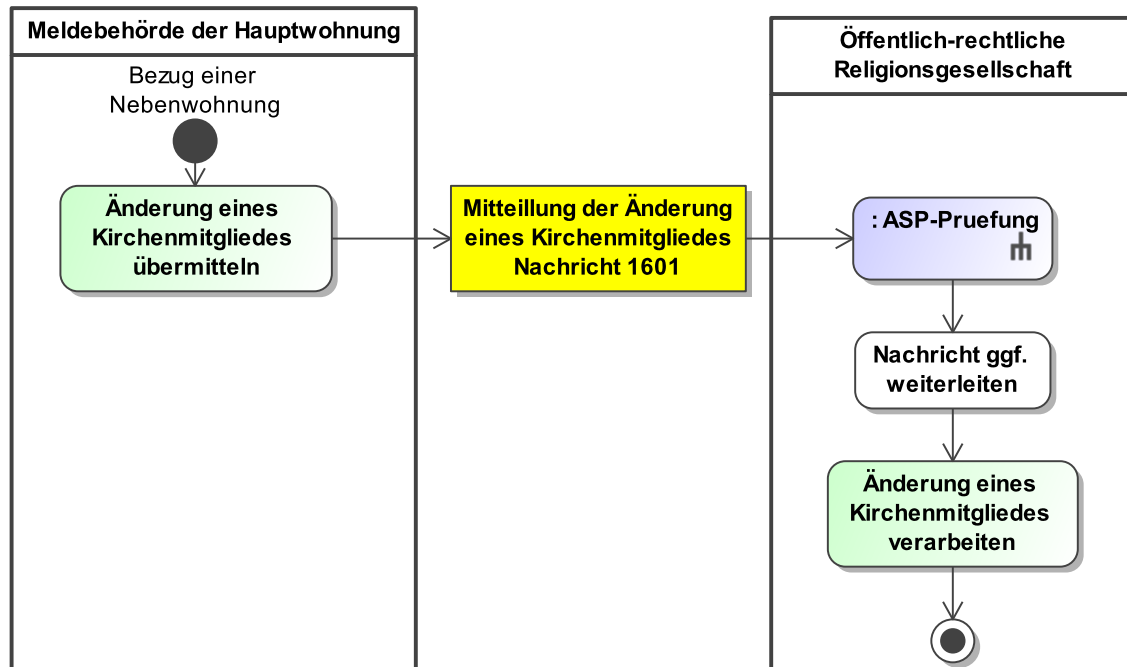 Meldebehörde der Hauptwohnung
Bezug einer
Nebenwohnung
Änderung eines
Kirchenmitgliedes
übermitteln
Mitteillung der Änderung
eines Kirchenmitgliedes
Nachricht 1601
Öffentlich-rechtliche
Religionsgesellschaft
: ASP-Pruefung
Nachricht ggf.
weiterleiten
Änderung eines
Kirchenmitgliedes
verarbeiten